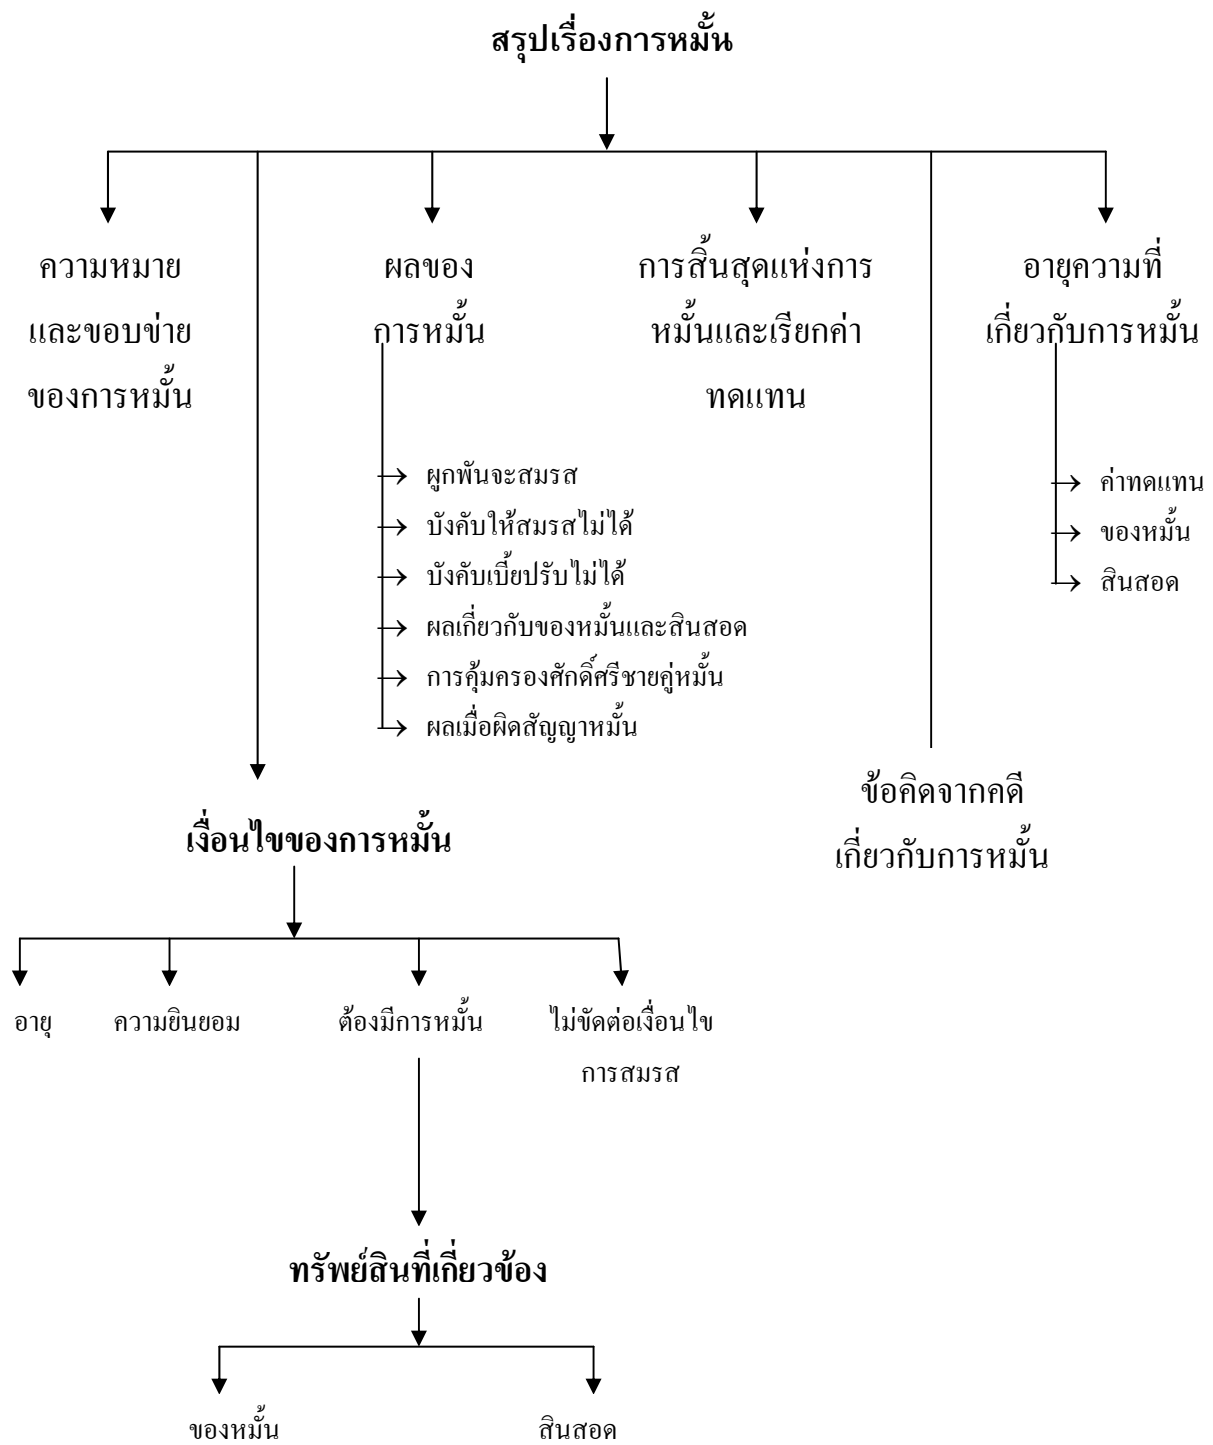 สรุปเรื่องการหมั้น
ความหมาย
และขอบข่าย
ของการหมั้น
ผลของ
การหมั้น
ผูกพันจะสมรส
บังคับให้สมรสไม่ได้
บังคับเบี้ยปรับไม่ได้
ผลเกี่ยวกับของหมั้นและสินสอด
การคุ้มครองศักดิ์ศรีชายคู่หมั้น
ผลเมื่อผิดสัญญาหมั้น
การสิ้นสุดแห่งการ
หมั้นและเรียกค่า
ทดแทน
อายุความที่
เกี่ยวกับการหมั้น
ค่าทดแทน
ของหมั้น
สินสอด
ข้อคิดจากคดี
เกี่ยวกับการหมั้น
เงื่อนไขของการหมั้น
อายุ
ความยินยอม
ต้องมีการหมั้น
ไม่ขัดต่อเงื่อนไข
การสมรส
ทรัพย์สินที่เกี่ยวข้อง
ของหมั้น
สินสอด